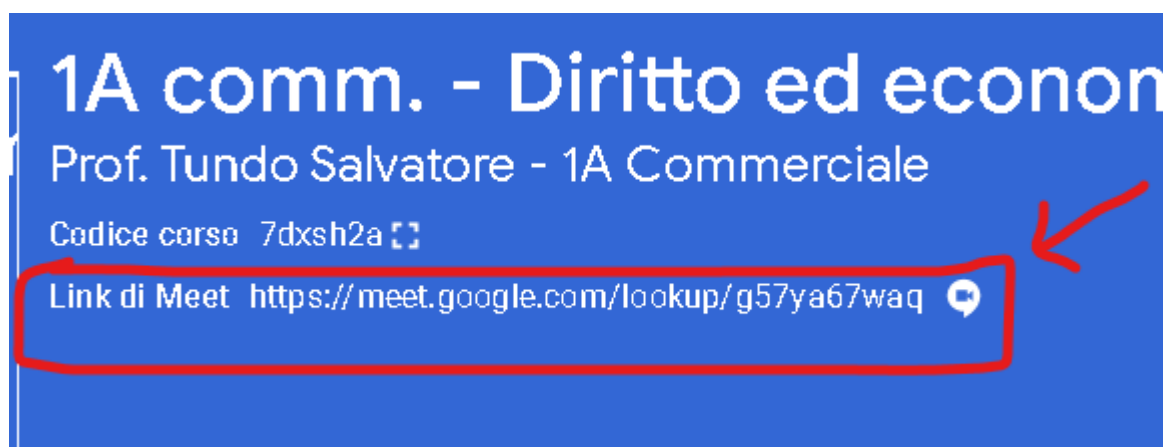 1A comm. - Diritto ed econom
Prof. Tundo Salvatore - 1A Commerciale
Codice corso 7dxsh2a
Link di Meet https://meet.google.com/lookup/g57ya67waq